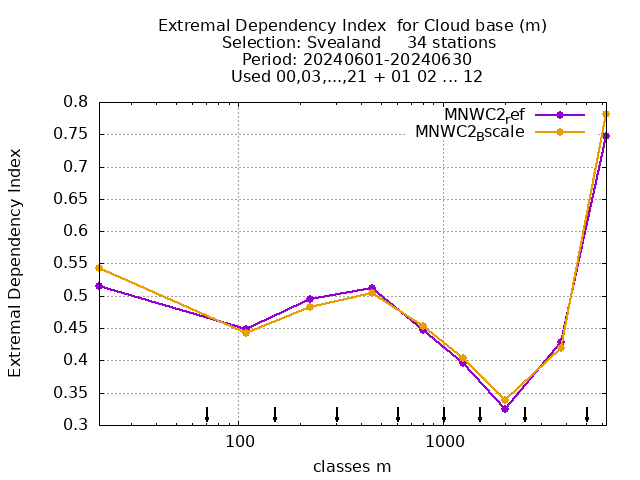 Extremal Dependency Index  for Cloud base (m)
Selection: Svealand     34 stations
Period: 20240601-20240630
Used 00,03,...,21 + 01 02 ... 12
MNWC2ref
MNWC2Bscale
Extremal Dependency Index
0.8
0.75
0.7
0.65
0.6
0.55
0.5
0.45
0.4
0.35
0.3
100 1000
classes m